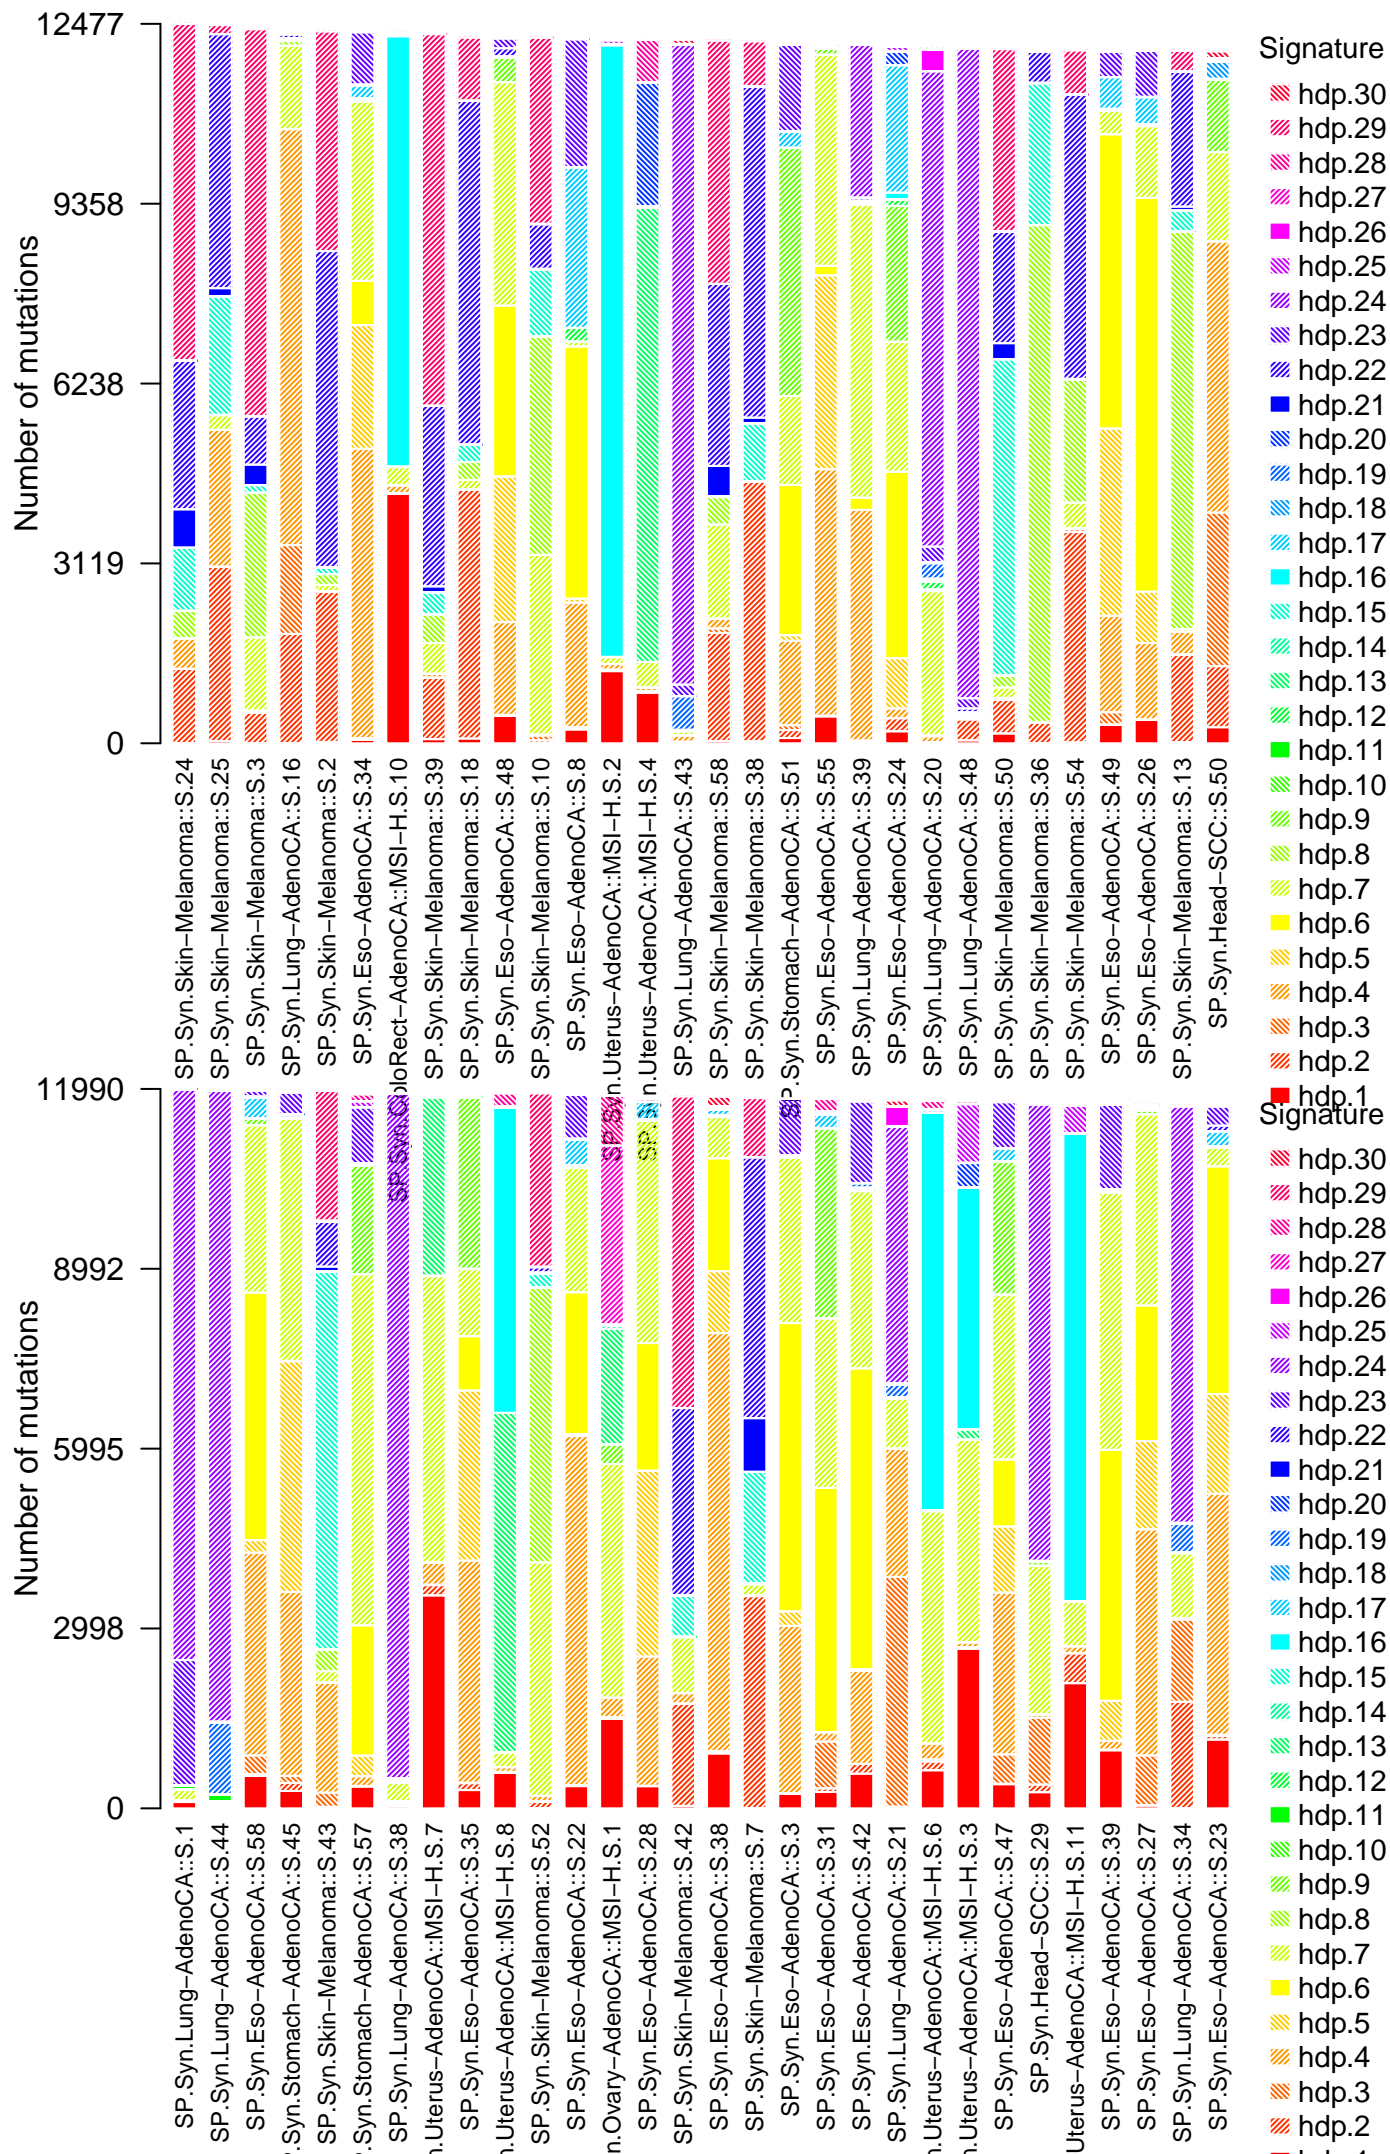 12477
9358
6238
3119
0
Number of mutations
SP.Syn.Skin−Melanoma::S.24
SP.Syn.Skin−Melanoma::S.25
SP.Syn.Skin−Melanoma::S.3
SP.Syn.Lung−AdenoCA::S.16
SP.Syn.Skin−Melanoma::S.2
SP.Syn.Eso−AdenoCA::S.34
SP.Syn.ColoRect−AdenoCA::MSI−H.S.10
SP.Syn.Skin−Melanoma::S.39
SP.Syn.Skin−Melanoma::S.18
SP.Syn.Eso−AdenoCA::S.48
SP.Syn.Skin−Melanoma::S.10
SP.Syn.Eso−AdenoCA::S.8
SP.Syn.Uterus−AdenoCA::MSI−H.S.2
SP.Syn.Uterus−AdenoCA::MSI−H.S.4
SP.Syn.Lung−AdenoCA::S.43
SP.Syn.Skin−Melanoma::S.58
SP.Syn.Skin−Melanoma::S.38
SP.Syn.Stomach−AdenoCA::S.51
SP.Syn.Eso−AdenoCA::S.55
SP.Syn.Lung−AdenoCA::S.39
SP.Syn.Eso−AdenoCA::S.24
SP.Syn.Lung−AdenoCA::S.20
SP.Syn.Lung−AdenoCA::S.48
SP.Syn.Skin−Melanoma::S.50
SP.Syn.Skin−Melanoma::S.36
SP.Syn.Skin−Melanoma::S.54
SP.Syn.Eso−AdenoCA::S.49
SP.Syn.Eso−AdenoCA::S.26
SP.Syn.Skin−Melanoma::S.13
SP.Syn.Head−SCC::S.50
Signature
hdp.30
hdp.29
hdp.28
hdp.27
hdp.26
hdp.25
hdp.24
hdp.23
hdp.22
hdp.21
hdp.20
hdp.19
hdp.18
hdp.17
hdp.16
hdp.15
hdp.14
hdp.13
hdp.12
hdp.11
hdp.10
hdp.9
hdp.8
hdp.7
hdp.6
hdp.5
hdp.4
hdp.3
hdp.2
hdp.1
11990
8992
5995
2998
0
Number of mutations
SP.Syn.Lung−AdenoCA::S.1
SP.Syn.Lung−AdenoCA::S.44
SP.Syn.Eso−AdenoCA::S.58
P.Syn.Stomach−AdenoCA::S.45
SP.Syn.Skin−Melanoma::S.43
P.Syn.Stomach−AdenoCA::S.57
SP.Syn.Lung−AdenoCA::S.38
n.Uterus−AdenoCA::MSI−H.S.7
SP.Syn.Eso−AdenoCA::S.35
n.Uterus−AdenoCA::MSI−H.S.8
SP.Syn.Skin−Melanoma::S.52
SP.Syn.Eso−AdenoCA::S.22
n.Ovary−AdenoCA::MSI−H.S.1
SP.Syn.Eso−AdenoCA::S.28
SP.Syn.Skin−Melanoma::S.42
SP.Syn.Eso−AdenoCA::S.38
SP.Syn.Skin−Melanoma::S.7
SP.Syn.Eso−AdenoCA::S.3
SP.Syn.Eso−AdenoCA::S.31
SP.Syn.Eso−AdenoCA::S.42
SP.Syn.Lung−AdenoCA::S.21
n.Uterus−AdenoCA::MSI−H.S.6
n.Uterus−AdenoCA::MSI−H.S.3
SP.Syn.Eso−AdenoCA::S.47
SP.Syn.Head−SCC::S.29
Uterus−AdenoCA::MSI−H.S.11
SP.Syn.Eso−AdenoCA::S.39
SP.Syn.Eso−AdenoCA::S.27
SP.Syn.Lung−AdenoCA::S.34
SP.Syn.Eso−AdenoCA::S.23
Signature
hdp.30
hdp.29
hdp.28
hdp.27
hdp.26
hdp.25
hdp.24
hdp.23
hdp.22
hdp.21
hdp.20
hdp.19
hdp.18
hdp.17
hdp.16
hdp.15
hdp.14
hdp.13
hdp.12
hdp.11
hdp.10
hdp.9
hdp.8
hdp.7
hdp.6
hdp.5
hdp.4
hdp.3
hdp.2